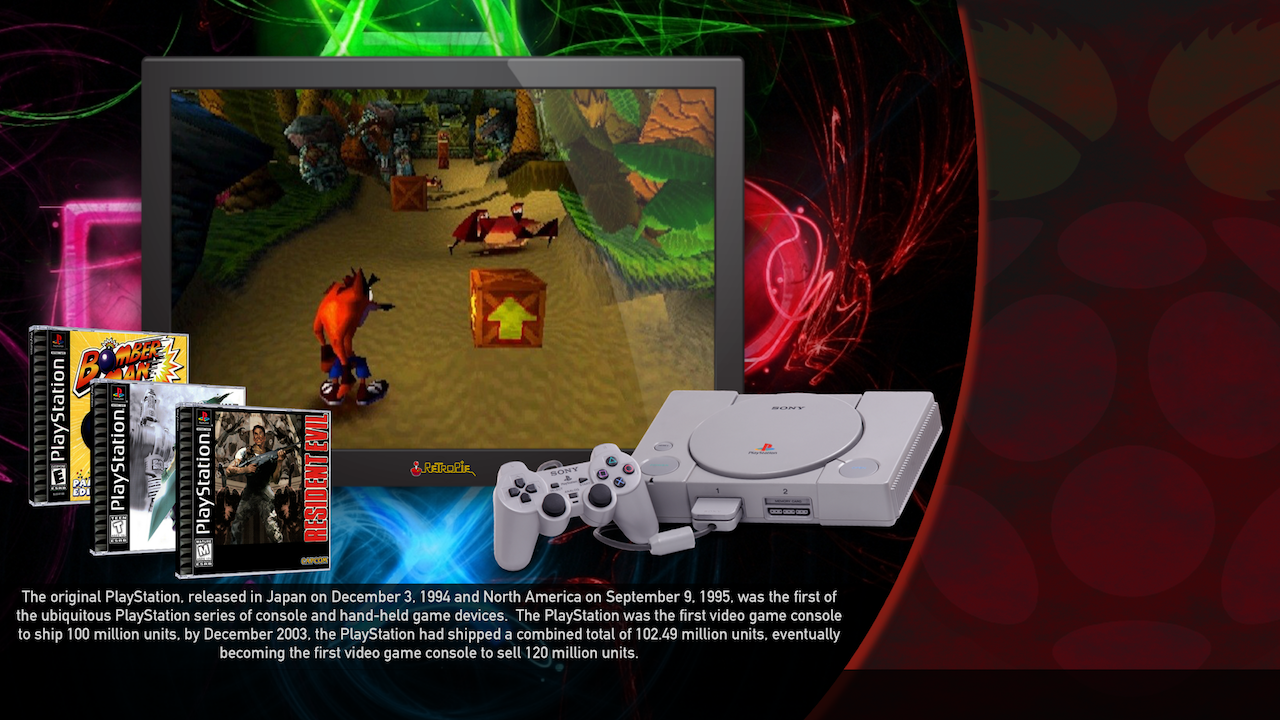 RETROPIE
PlayStation
BOMBER
MAN
PlayStation
PlayStation
RESIDENT EVIL
CAPCOM
SONY
SONY
PlayStation
1
2
The original PlayStation, released in Japan on December 3, 1994 and North America on September 9, 1995, was the first of
the ubiquitous PlayStation series of console and hand-held game devices. The PlayStation was the first video game console
to ship 100 million units, by December 2003, the PlayStation had shipped a combined total of 102.49 million units, eventually
becoming the first video game console to sell 120 million units.